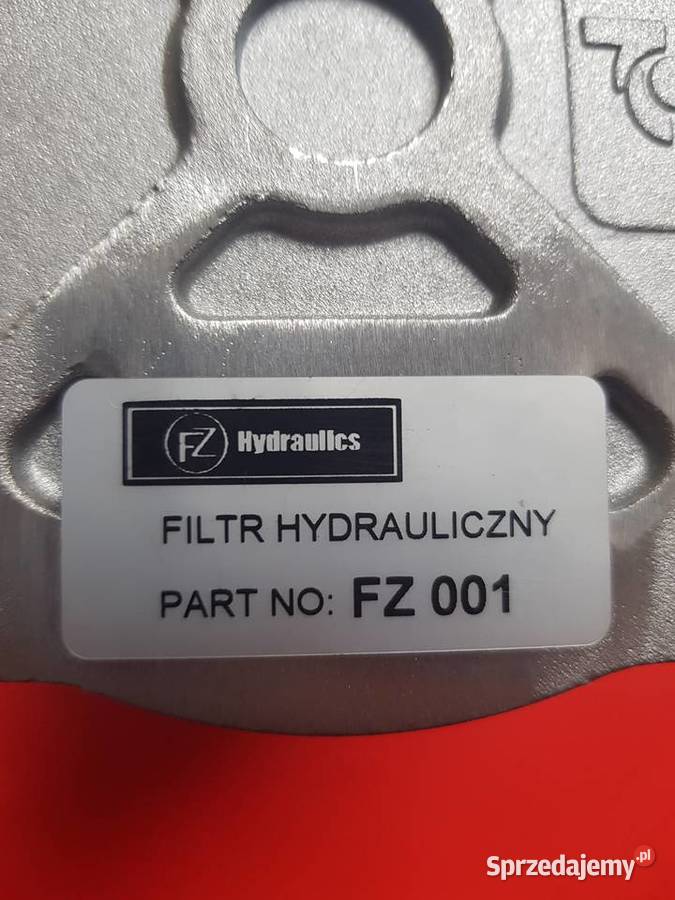 FZ Hydraulics
FILTR HYDRAULICZNY
PART NO: FZ 001
Sprzedajemy.pl